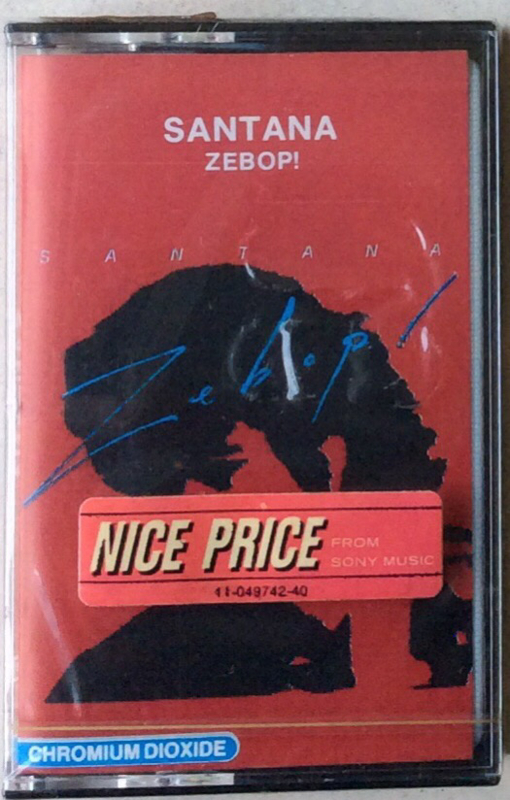 SANTANA
ZEBOP!
SANTANA
Zebop!
NICE PRICE FROM SONY MUSIC
11-049742-40
CHROMIUM DIOXIDE